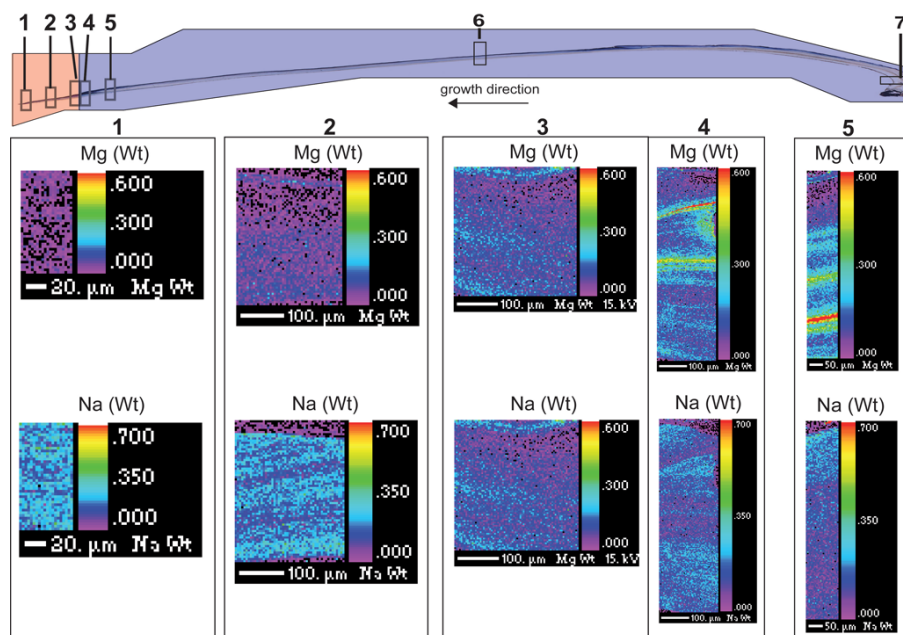 1 2 3 4 5 6 7
growth direction
1 2 3 4 5
Mg (Wt)
.600
.300
.000
20. μm Mg Wt
Na (Wt)
.700
.350
.000
20. μm Na Wt
Mg (Wt)
.600
.300
.000
100. μm Mg Wt
Na (Wt)
.700
.350
.000
100. μm Na Wt
Mg (Wt)
.600
.300
.000
100. μm Mg Wt 15. kV
Na (Wt)
.600
.300
.000
100. μm Mg Wt 15. kV
Mg (Wt)
.600
.300
.000
100. μm Mg Wt
Na (Wt)
.700
.350
.000
100. μm Na Wt
Mg (Wt)
.600
.300
.000
50. μm Mg Wt
Na (Wt)
.700
.350
.000
50. μm Na Wt